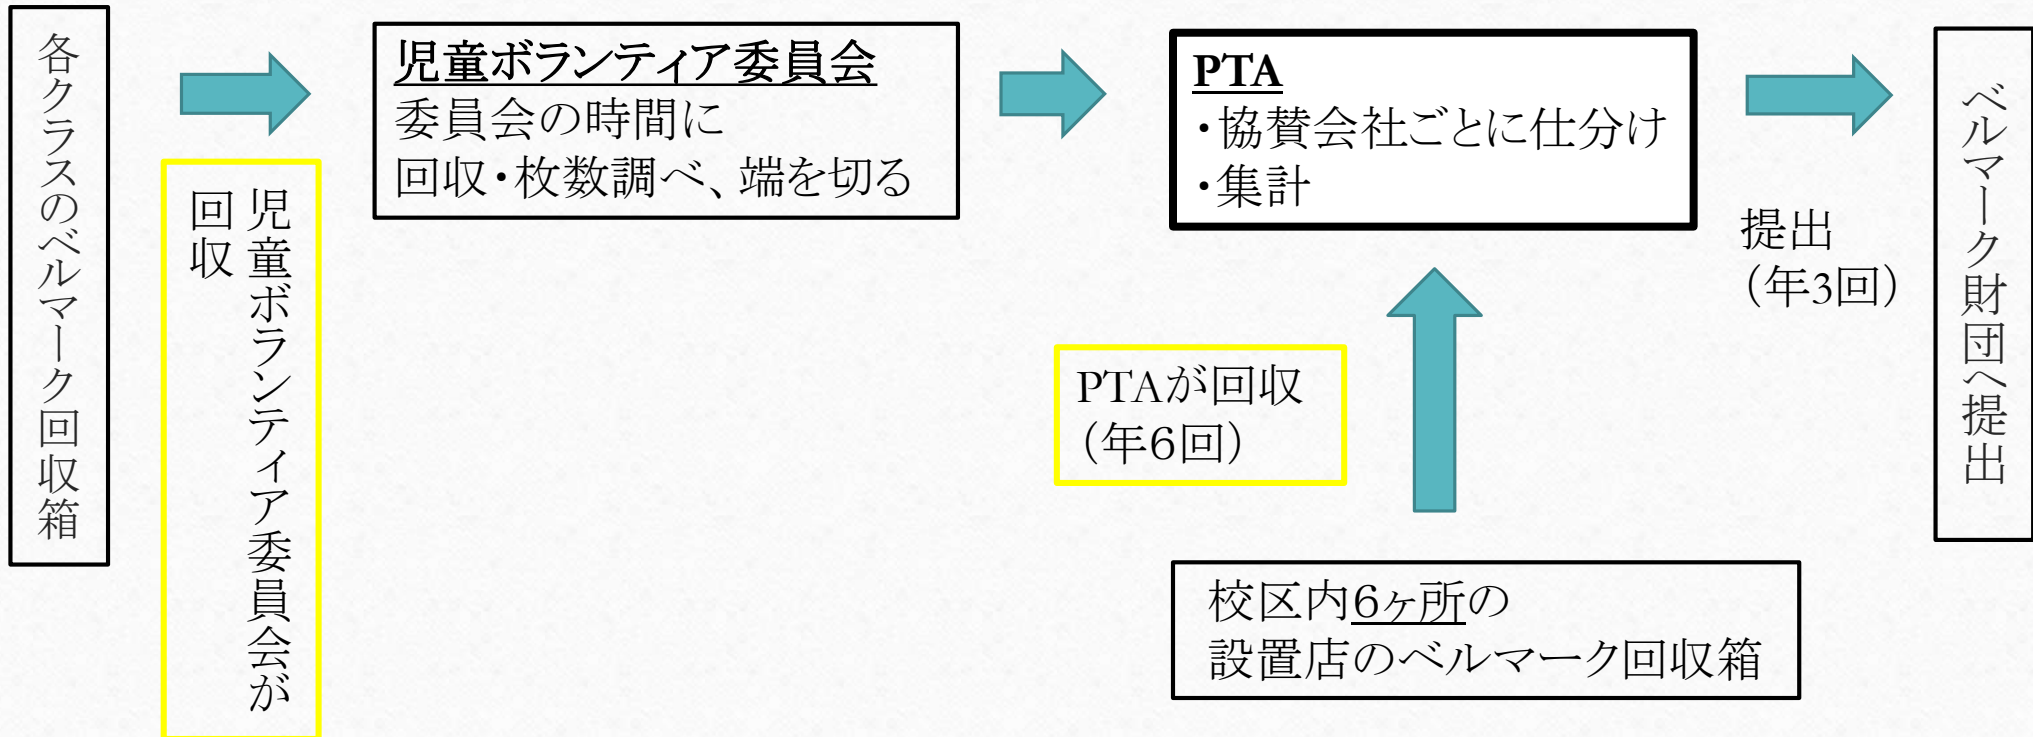 各クラスのベルマーク回収箱
児童ボランティア委員会が
回収
児童ボランティア委員会
委員会の時間に
回収・枚数調べ、端を切る
PTA
・協賛会社ごとに仕分け
・集計
PTAが回収
（年6回）
校区内6ヶ所の
設置店のベルマーク回収箱
提出
（年3回）
ベルマーク財団へ提出